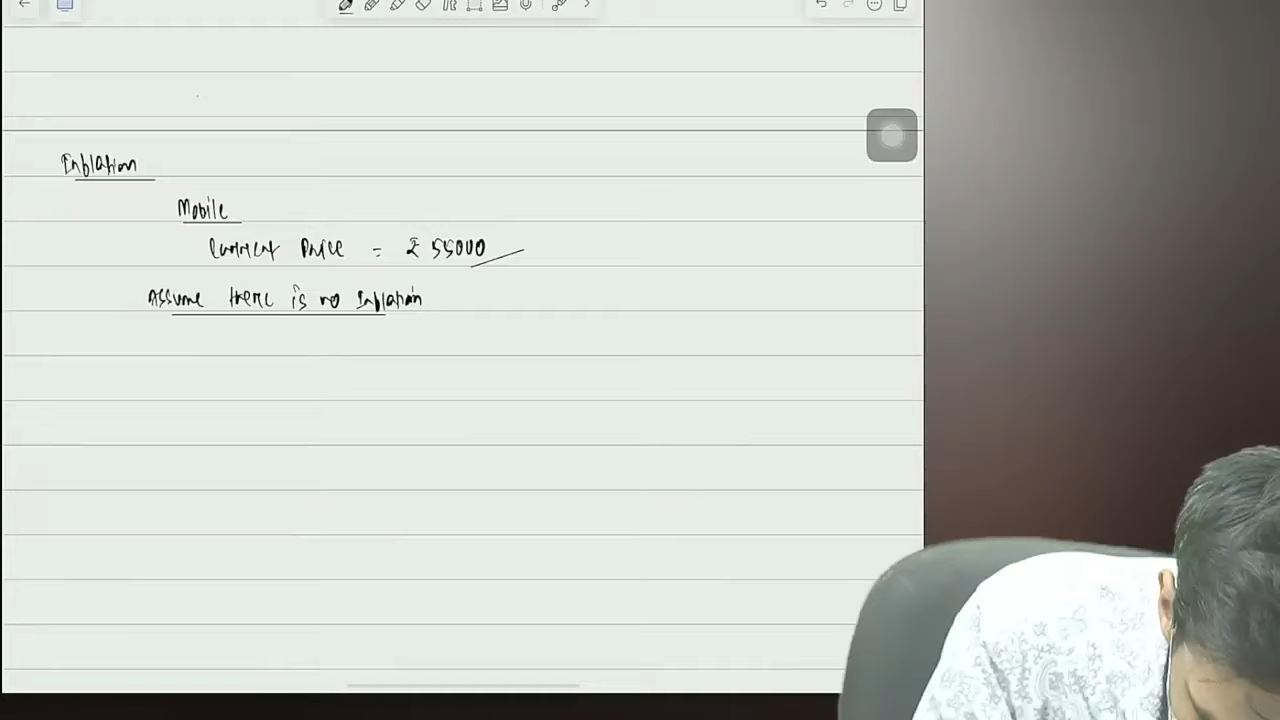 Inflation
Mobile
Current Price = ₹ 55000
Assume there is no Inflation